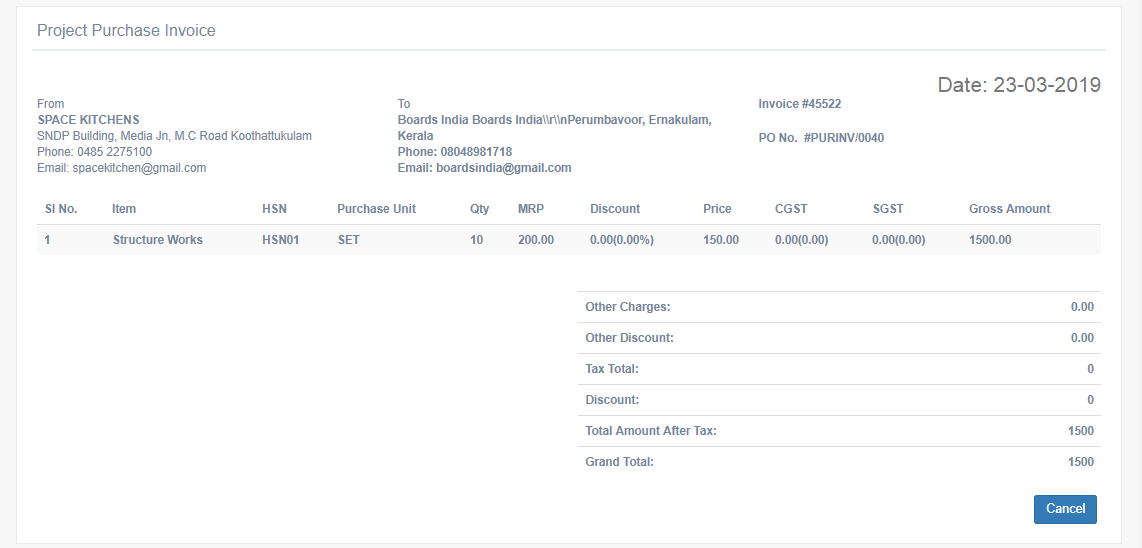 Project Purchase Invoice
Date: 23-03-2019
From
SPACE KITCHENS
SNDP Building, Media Jn, M.C Road Koothattukulam
Phone: 0485 2275100
Email: spacekitchen@gmail.com
To
Boards India Boards India\\r\\nPerumbavoor, Ernakulam,
Kerala
Phone: 08048981718
Email: boardsindia@gmail.com
Invoice #45522
PO No. #PURINV/0040
Sl No. Item HSN Purchase Unit Qty MRP Discount Price CGST SGST Gross Amount
1 Structure Works HSN01 SET 10 200.00 0.00(0.00%) 150.00 0.00(0.00) 0.00(0.00) 1500.00
Other Charges: 0.00
Other Discount: 0.00
Tax Total: 0
Discount: 0
Total Amount After Tax: 1500
Grand Total: 1500
Cancel